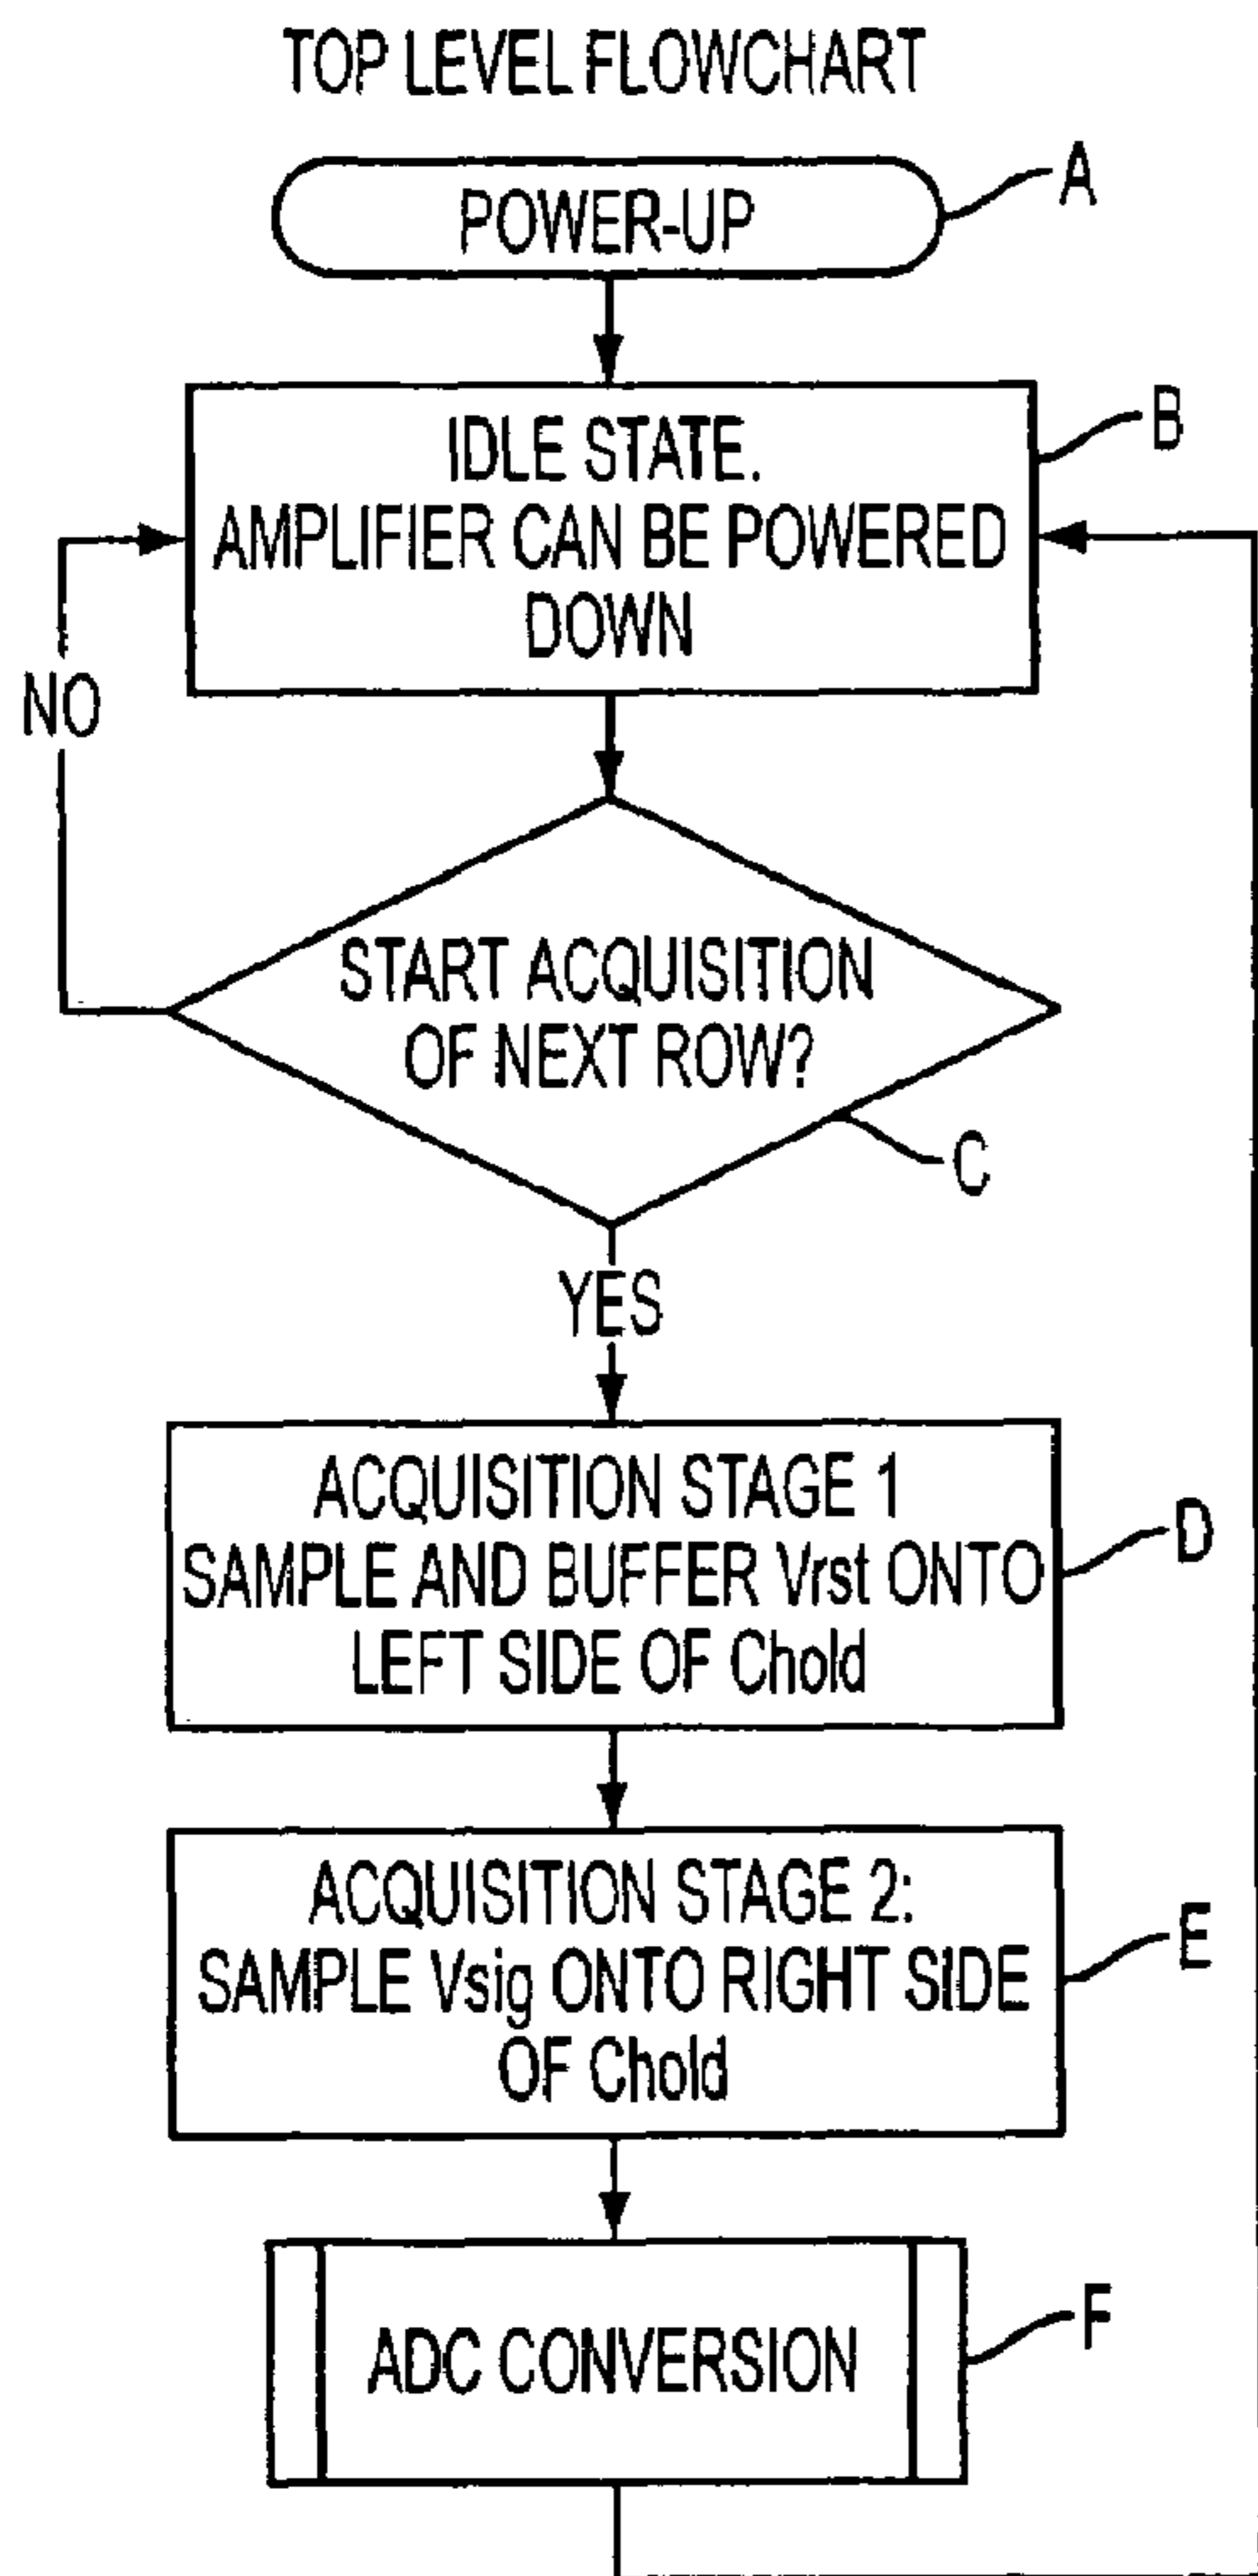 TOP LEVEL FLOWCHART
POWER-UP
A
IDLE STATE.
AMPLIFIER CAN BE POWERED
DOWN
B
NO
START ACQUISITION
OF NEXT ROW?
C
YES
ACQUISITION STAGE 1
SAMPLE AND BUFFER Vrst ONTO
LEFT SIDE OF Chold
D
ACQUISITION STAGE 2:
SAMPLE Vsig ONTO RIGHT SIDE
OF Chold
E
ADC CONVERSION
F